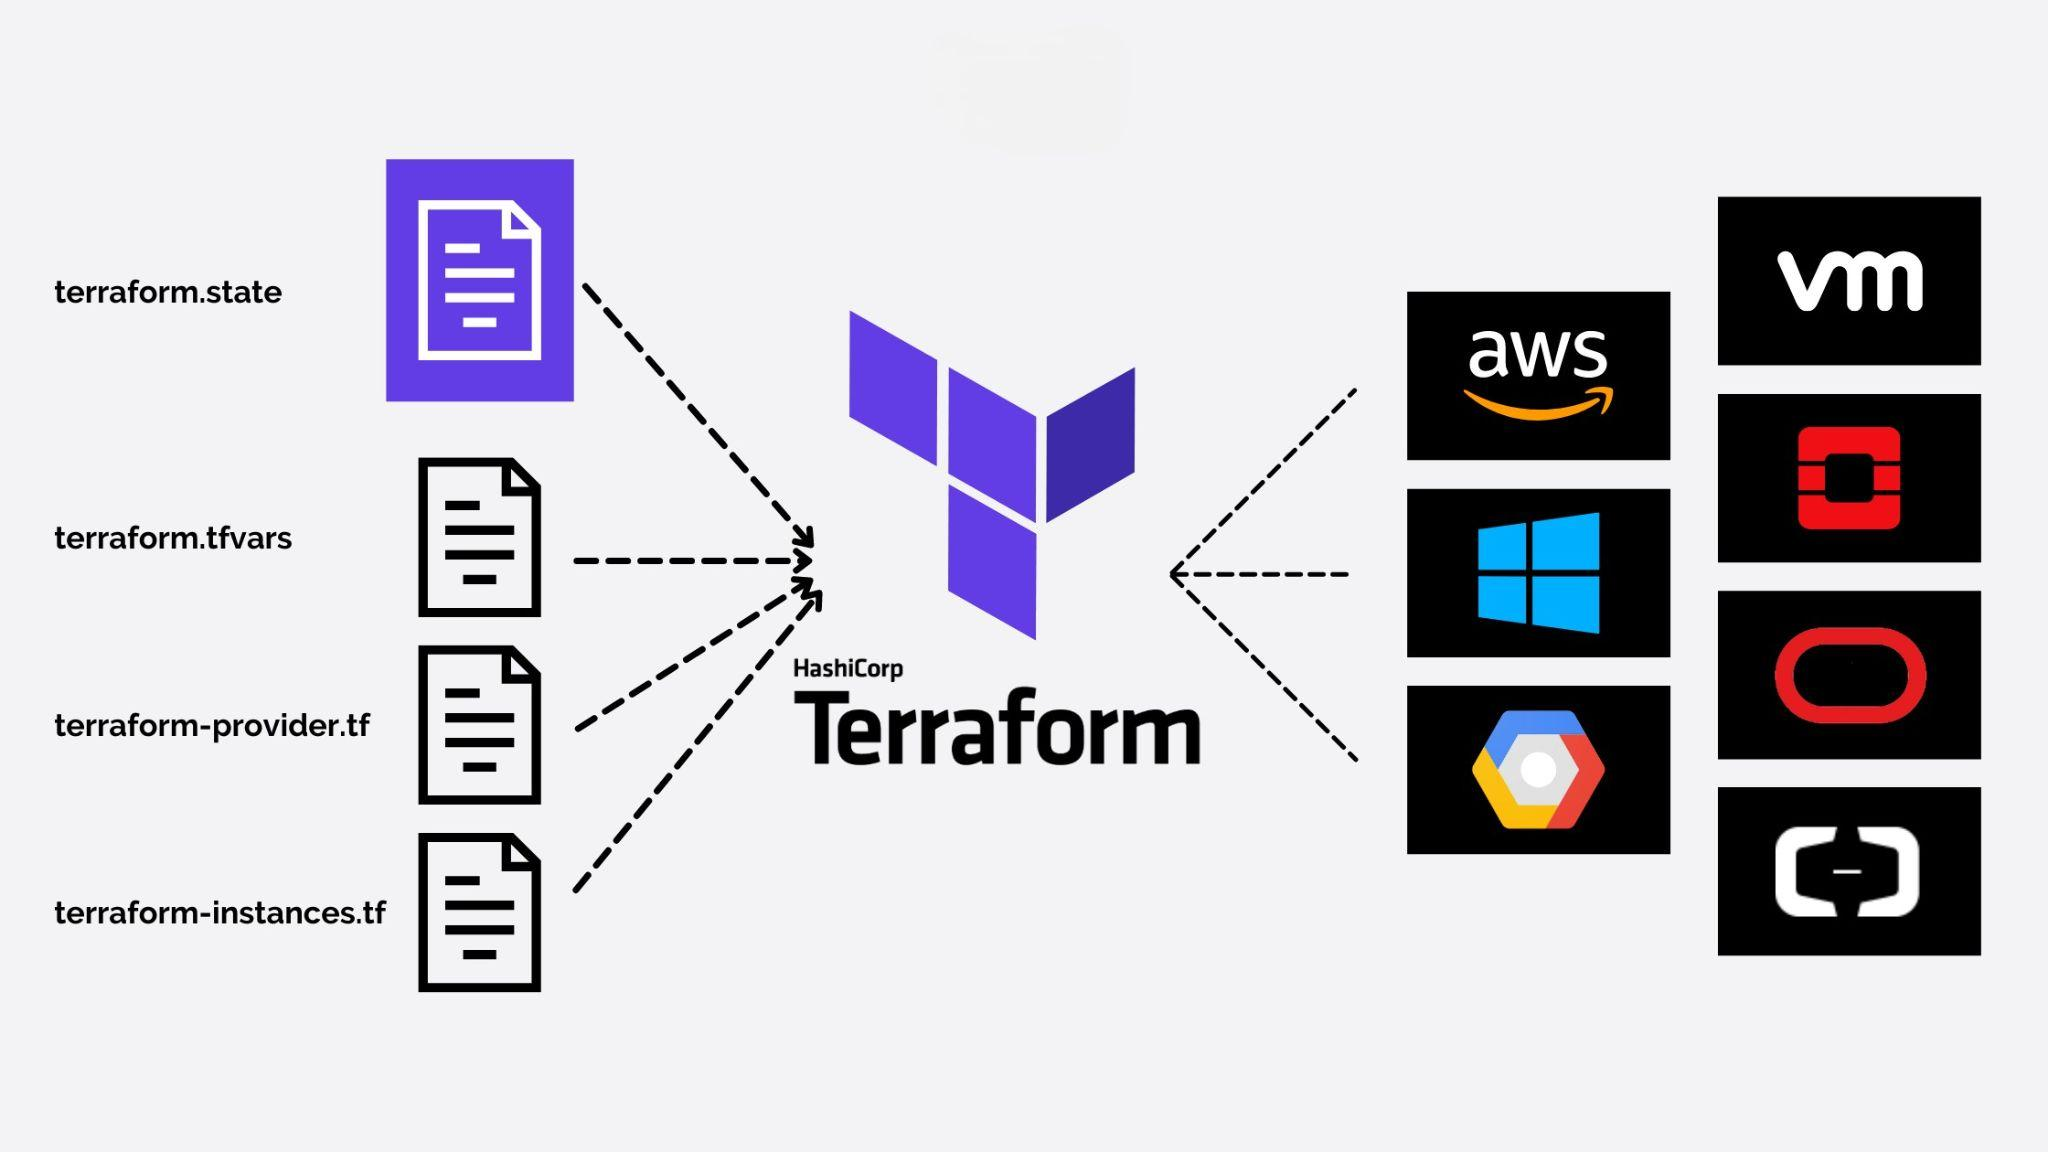 terraform.state
terraform.tfvars
terraform-provider.tf
terraform-instances.tf
HashiCorp
Terraform
aws
vm